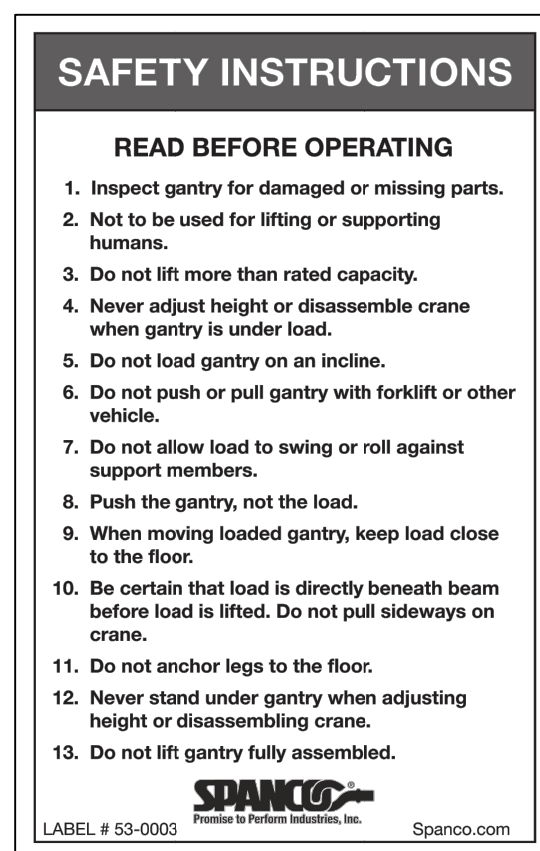 SAFETY INSTRUCTIONS
READ BEFORE OPERATING
1. Inspect gantry for damaged or missing parts.
2. Not to be used for lifting or supporting
humans.
3. Do not lift more than rated capacity.
4. Never adjust height or disassemble crane
when gantry is under load.
5. Do not load gantry on an incline.
6. Do not push or pull gantry with forklift or other
vehicle.
7. Do not allow load to swing or roll against
support members.
8. Push the gantry, not the load.
9. When moving loaded gantry, keep load close
to the floor.
10. Be certain that load is directly beneath beam
before load is lifted. Do not pull sideways on
crane.
11. Do not anchor legs to the floor.
12. Never stand under gantry when adjusting
height or disassembling crane.
13. Do not lift gantry fully assembled.
SPANCO®
Promise to Perform Industries, Inc.
LABEL # 53-0003 Spanco.com